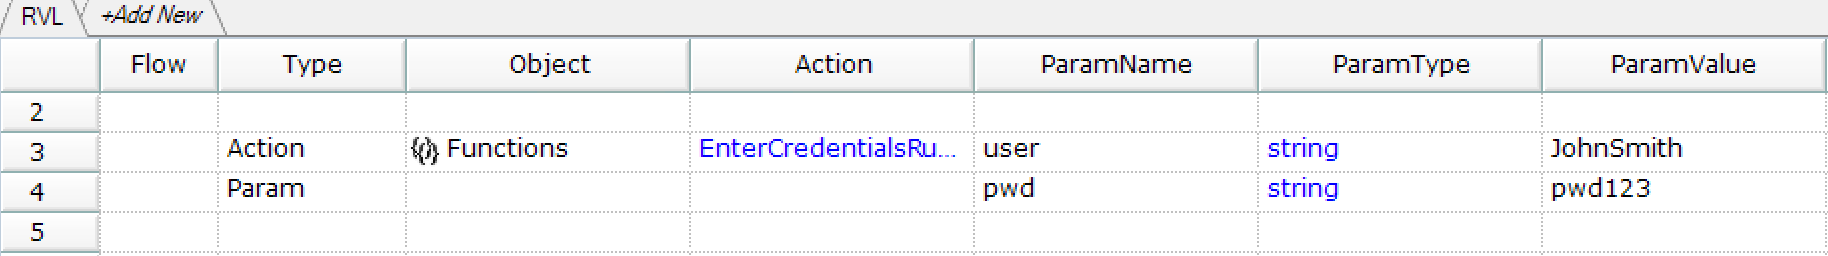 RVL +Add New
Flow Type Object Action ParamName ParamType ParamValue
2
3 Action Functions EnterCredentialsRu... user string JohnSmith
4 Param pwd string pwd123
5